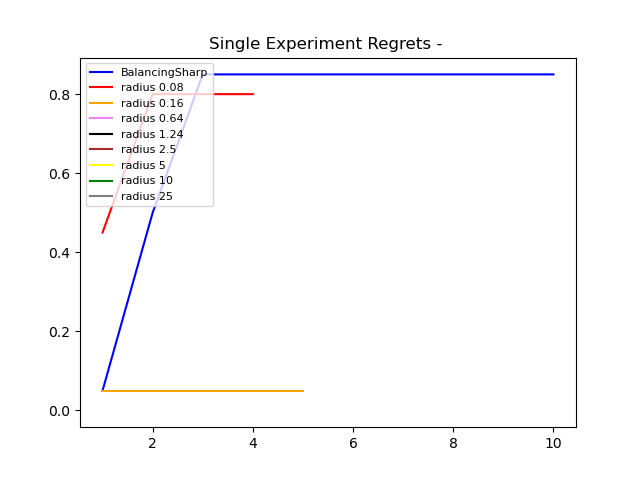 Single Experiment Regrets -
BalancingSharp
radius 0.08
radius 0.16
radius 0.64
radius 1.24
radius 2.5
radius 5
radius 10
radius 25
0.8
0.6
0.4
0.2
0.0
2 4 6 8 10